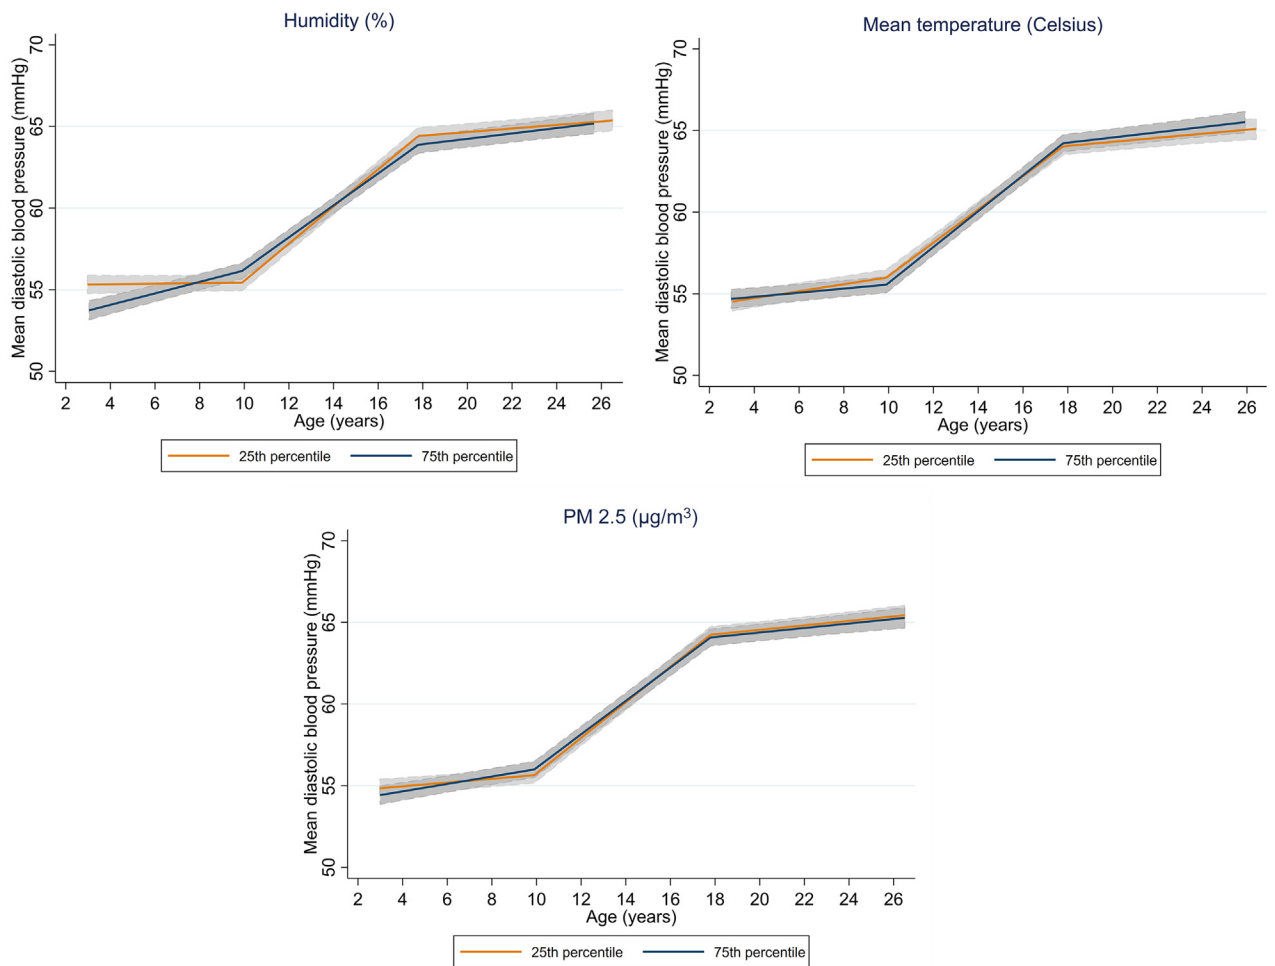 Humidity (%)
Mean diastolic blood pressure (mmHg)
70
65
60
55
50
2 4 6 8 10 12 14 16 18 20 22 24 26
Age (years)
25th percentile 75th percentile
Mean temperature (Celsius)
Mean diastolic blood pressure (mmHg)
70
65
60
55
50
2 4 6 8 10 12 14 16 18 20 22 24 26
Age (years)
25th percentile 75th percentile
PM 2.5 (µg/m³)
Mean diastolic blood pressure (mmHg)
70
65
60
55
50
2 4 6 8 10 12 14 16 18 20 22 24 26
Age (years)
25th percentile 75th percentile